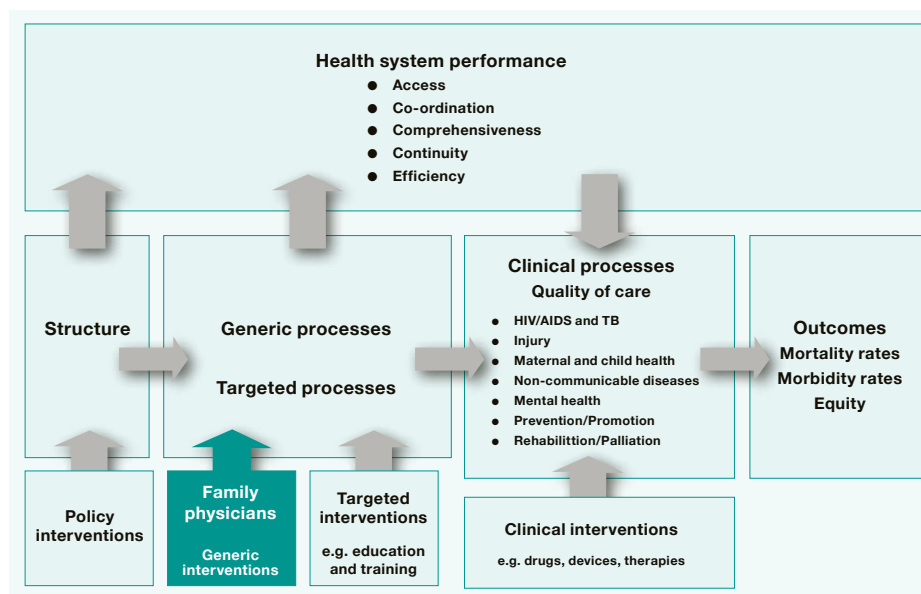 Health system performance
● Access
● Co-ordination
● Comprehensiveness
● Continuity
● Efficiency
Structure
Generic processes
Targeted processes
Clinical processes
Quality of care
● HIV/AIDS and TB
● Injury
● Maternal and child health
● Non-communicable diseases
● Mental health
● Prevention/Promotion
● Rehabilittion/Palliation
Outcomes
Mortality rates
Morbidity rates
Equity
Policy
interventions
Family
physicians
Generic
interventions
Targeted
interventions
e.g. education
and training
Clinical interventions
e.g. drugs, devices, therapies